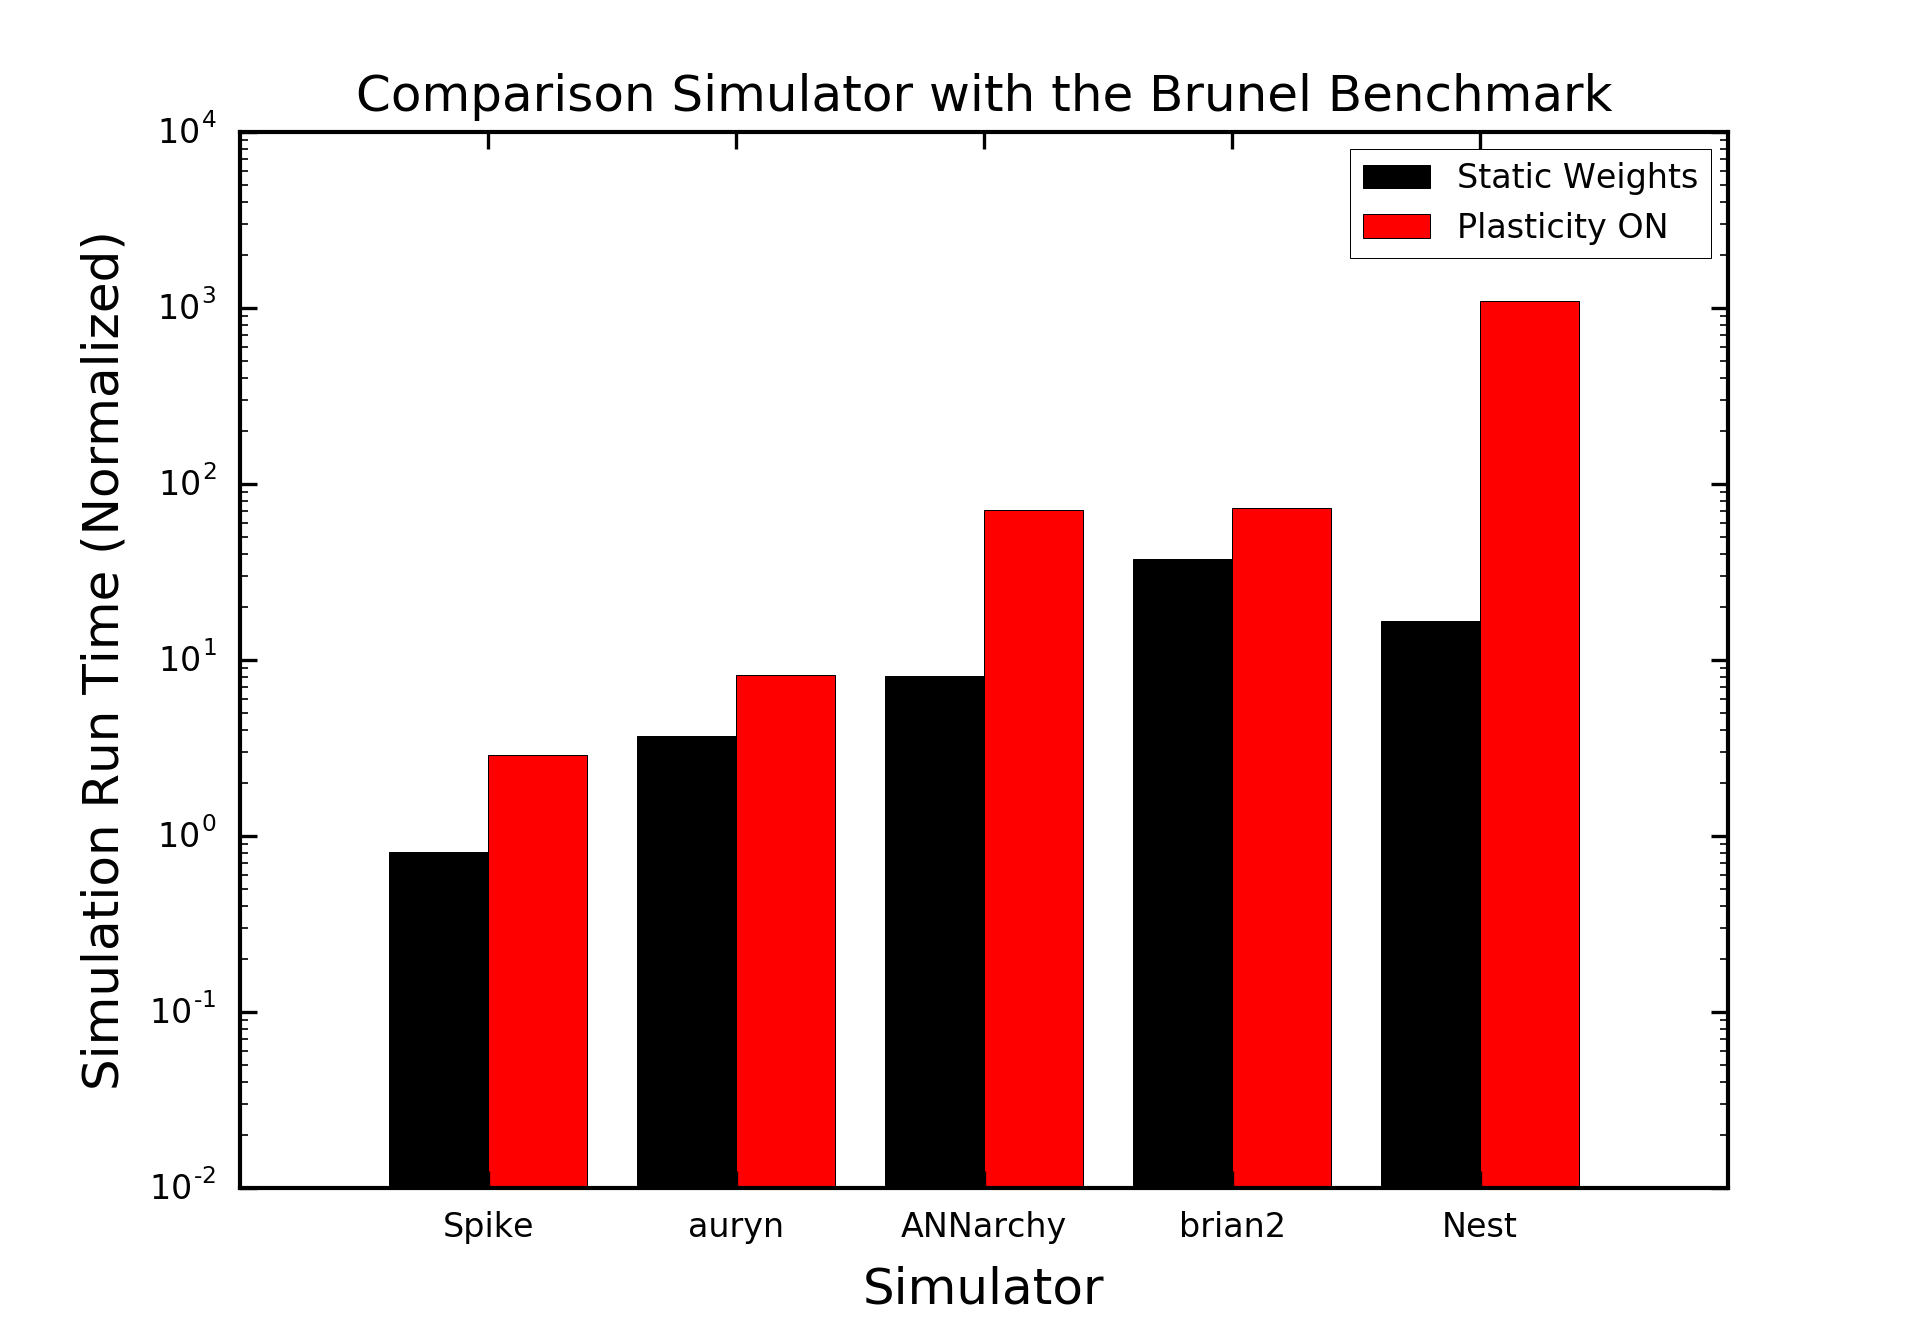 Comparison Simulator with the Brunel Benchmark
Static Weights
Plasticity ON
10^4
10^3
10^2
10^1
10^0
10^-1
10^-2
Simulation Run Time (Normalized)
Spike auryn ANNarchy brian2 Nest
Simulator